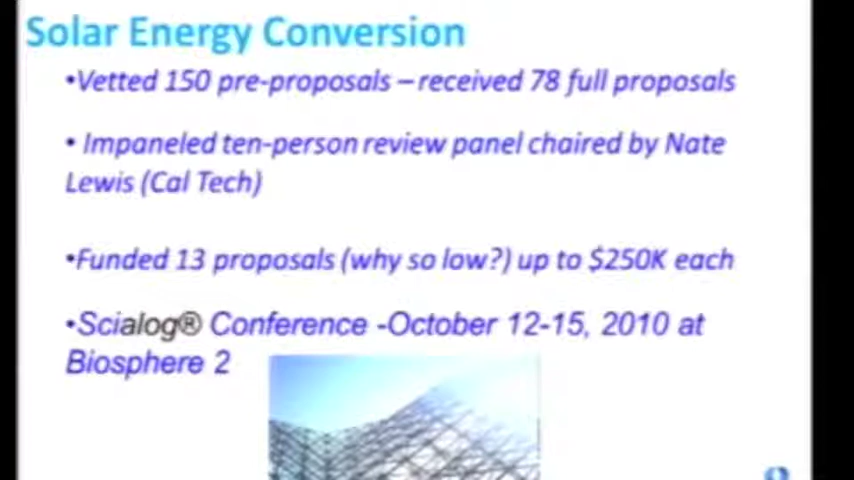 Solar Energy Conversion
•Vetted 150 pre-proposals – received 78 full proposals
• Impaneled ten-person review panel chaired by Nate
Lewis (Cal Tech)
•Funded 13 proposals (why so low?) up to $250K each
•Scialog® Conference -October 12-15, 2010 at
Biosphere 2